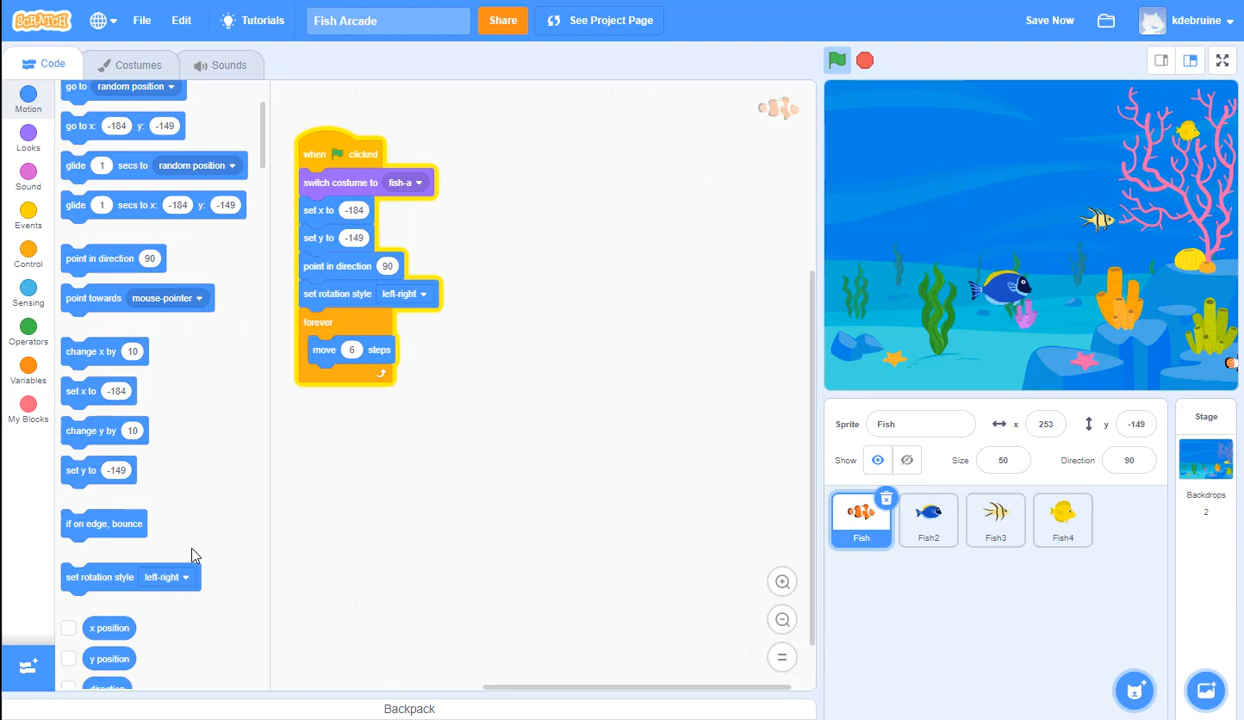 SCRATCH File Edit Tutorials Fish Arcade Share See Project Page Save Now kdebruine
Code Costumes Sounds
Motion
Looks
Sound
Events
Control
Sensing
Operators
Variables
My Blocks
go to random position
go to x: -184 y: -149
glide 1 secs to random position
glide 1 secs to x: -184 y: -149
point in direction 90
point towards mouse-pointer
change x by 10
set x to -184
change y by 10
set y to -149
if on edge, bounce
set rotation style left-right
x position
y position
direction
when clicked
switch costume to fish-a
set x to -184
set y to -149
point in direction 90
set rotation style left-right
forever
move 6 steps
Backpack
Sprite Fish x 253 y -149
Show Size 50 Direction 90
Fish Fish2 Fish3 Fish4
Stage
Backdrops
2